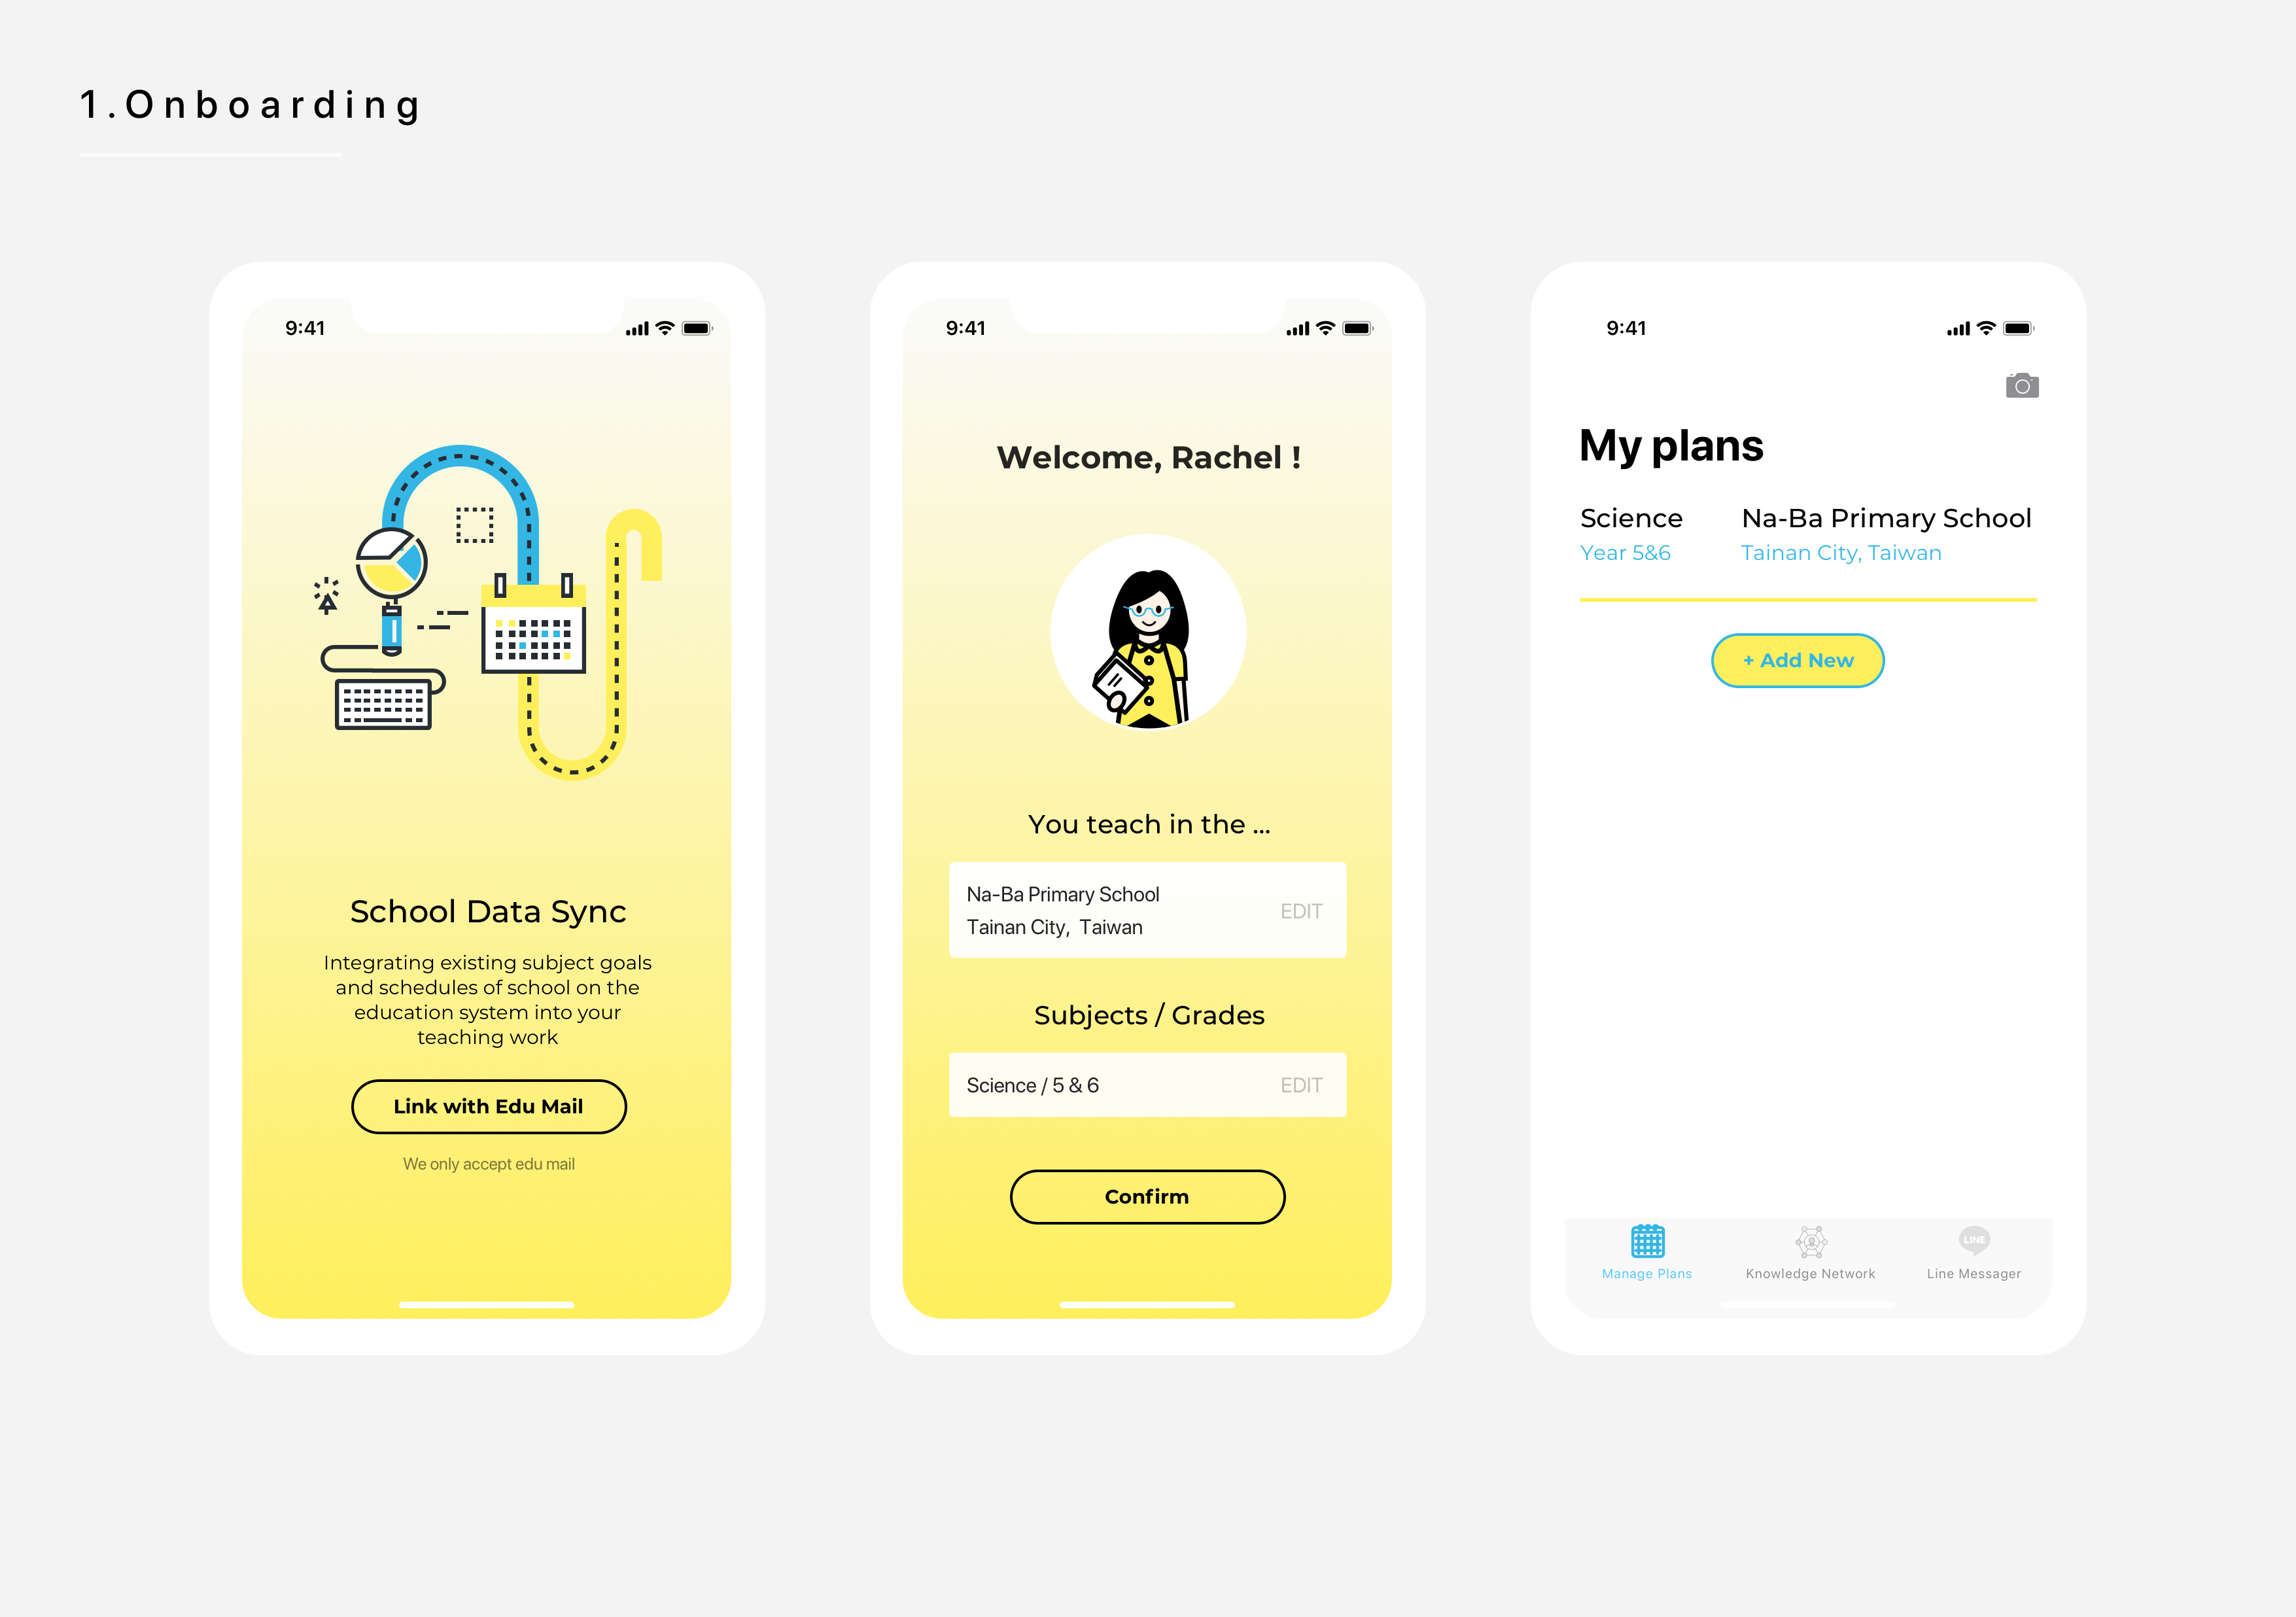 1.Onboarding
9:41
School Data Sync
Integrating existing subject goals
and schedules of school on the
education system into your
teaching work
Link with Edu Mail
We only accept edu mail
9:41
Welcome, Rachel !
You teach in the ...
Na-Ba Primary School
Tainan City, Taiwan
EDIT
Subjects / Grades
Science / 5 & 6
EDIT
Confirm
9:41
My plans
Science
Na-Ba Primary School
Year 5&6
Tainan City, Taiwan
+ Add New
LINE
Manage Plans
Knowledge Network
Line Messager